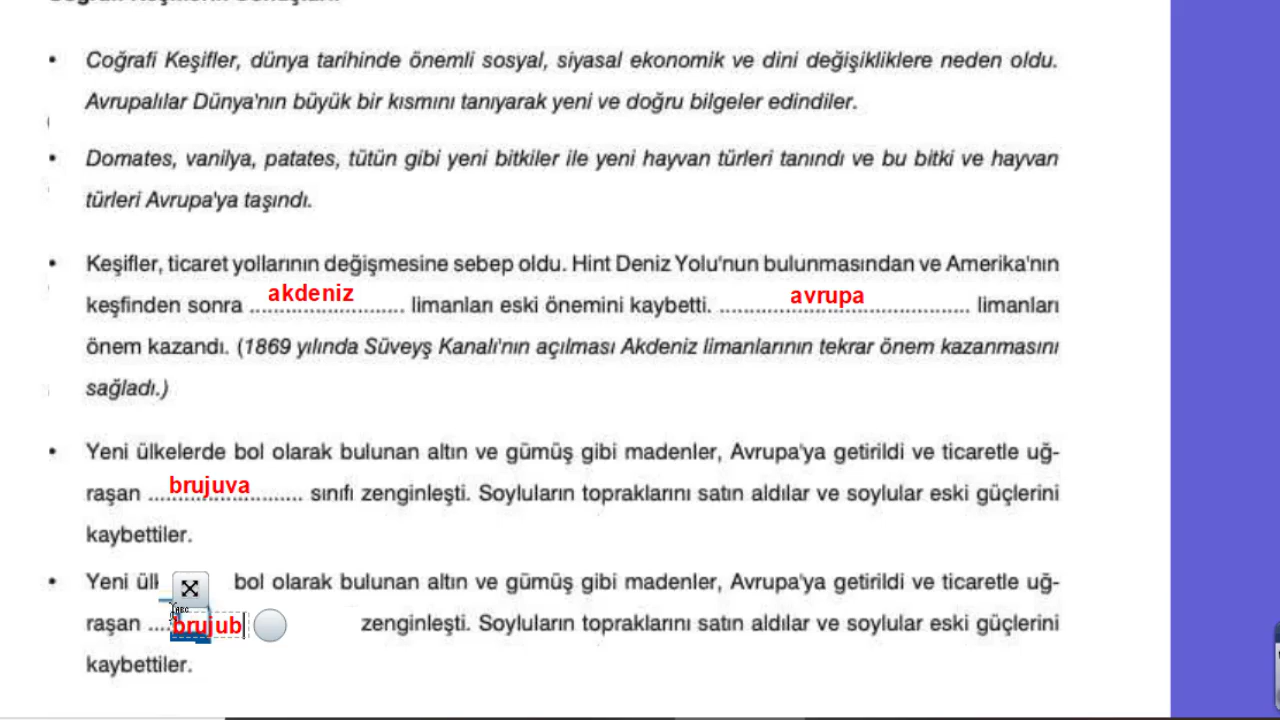 • Coğrafi Keşifler, dünya tarihinde önemli sosyal, siyasal ekonomik ve dini değişikliklere neden oldu.
Avrupalılar Dünya'nın büyük bir kısmını tanıyarak yeni ve doğru bilgeler edindiler.
• Domates, vanilya, patates, tütün gibi yeni bitkiler ile yeni hayvan türleri tanındı ve bu bitki ve hayvan
türleri Avrupa'ya taşındı.
• Keşifler, ticaret yollarının değişmesine sebep oldu. Hint Deniz Yolu'nun bulunmasından ve Amerika'nın
keşfinden sonra akdeniz limanları eski önemini kaybetti. avrupa limanları
önem kazandı. (1869 yılında Süveyş Kanalı'nın açılması Akdeniz limanlarının tekrar önem kazanmasını
sağladı.)
• Yeni ülkelerde bol olarak bulunan altın ve gümüş gibi madenler, Avrupa'ya getirildi ve ticaretle uğ-
raşan brujuva sınıfı zenginleşti. Soyluların topraklarını satın aldılar ve soylular eski güçlerini
kaybettiler.
• Yeni bol olarak bulunan altın ve gümüş gibi madenler, Avrupa'ya getirildi ve ticaretle uğ-
raşan .... brujub zenginleşti. Soyluların topraklarını satın aldılar ve soylular eski güçlerini
kaybettiler.